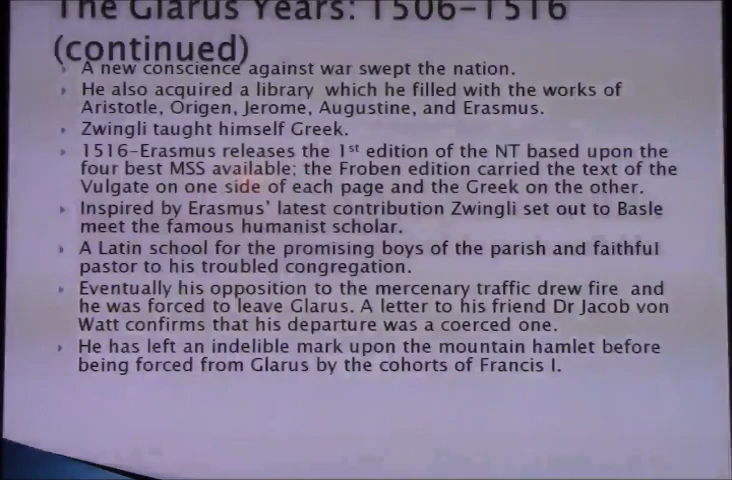 The Glarus Years: 1506-1516
(continued)
A new conscience against war swept the nation.
He also acquired a library which he filled with the works of
Aristotle, Origen, Jerome, Augustine, and Erasmus.
Zwingli taught himself Greek.
1516-Erasmus releases the 1st edition of the NT based upon the
four best MSS available; the Froben edition carried the text of the
Vulgate on one side of each page and the Greek on the other.
Inspired by Erasmus' latest contribution Zwingli set out to Basle
meet the famous humanist scholar.
A Latin school for the promising boys of the parish and faithful
pastor to his troubled congregation.
Eventually his opposition to the mercenary traffic drew fire and
he was forced to leave Glarus. A letter to his friend Dr Jacob von
Watt confirms that his departure was a coerced one.
He has left an indelible mark upon the mountain hamlet before
being forced from Glarus by the cohorts of Francis I.